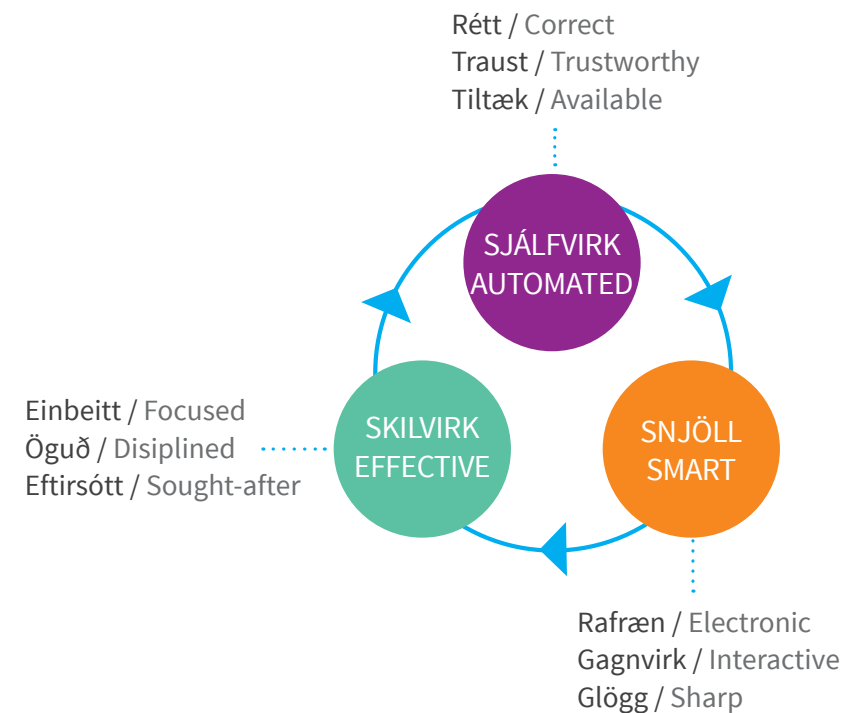 Rétt / Correct
Traust / Trustworthy
Tiltæk / Available
SJÁLFVIRK
AUTOMATED
Einbeitt / Focused
Öguð / Disiplined
Eftirsótt / Sought-after
SKILVIRK
EFFECTIVE
SNJÖLL
SMART
Rafræn / Electronic
Gagnvirk / Interactive
Glögg / Sharp